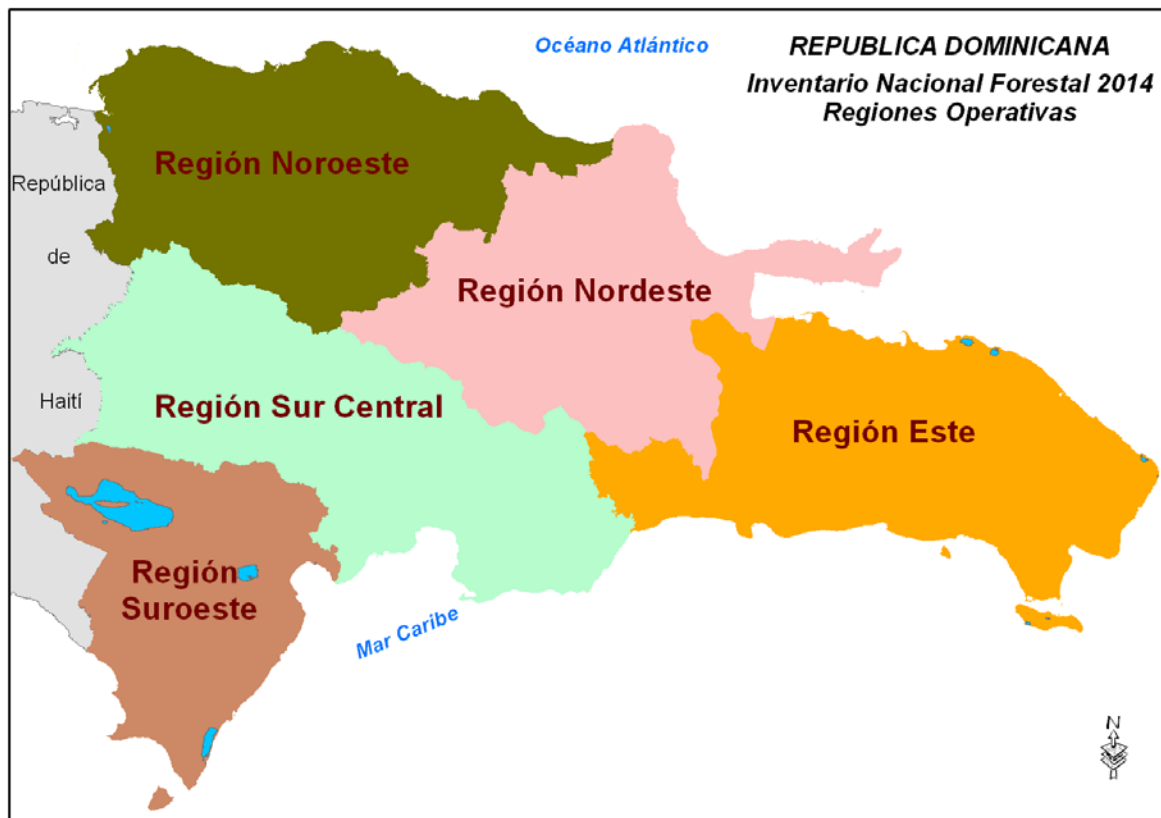 Océano Atlántico
REPUBLICA DOMINICANA
Inventario Nacional Forestal 2014
Regiones Operativas
Región Noroeste
República
de
Haití
Región Nordeste
Región Sur Central
Región Este
Región
Suroeste
Mar Caribe
N